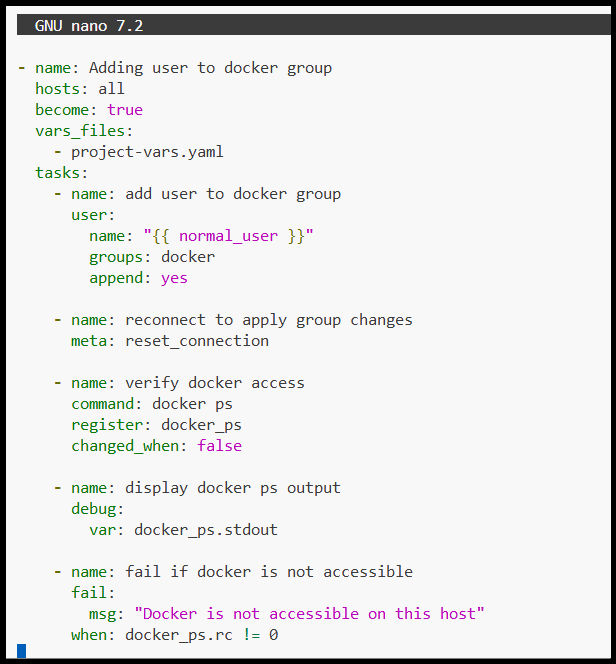 GNU nano 7.2
- name: Adding user to docker group
  hosts: all
  become: true
  vars_files:
    - project-vars.yaml
  tasks:
    - name: add user to docker group
      user:
        name: "{{ normal_user }}"
        groups: docker
        append: yes
    - name: reconnect to apply group changes
      meta: reset_connection
    - name: verify docker access
      command: docker ps
      register: docker_ps
      changed_when: false
    - name: display docker ps output
      debug:
        var: docker_ps.stdout
    - name: fail if docker is not accessible
      fail:
        msg: "Docker is not accessible on this host"
      when: docker_ps.rc != 0